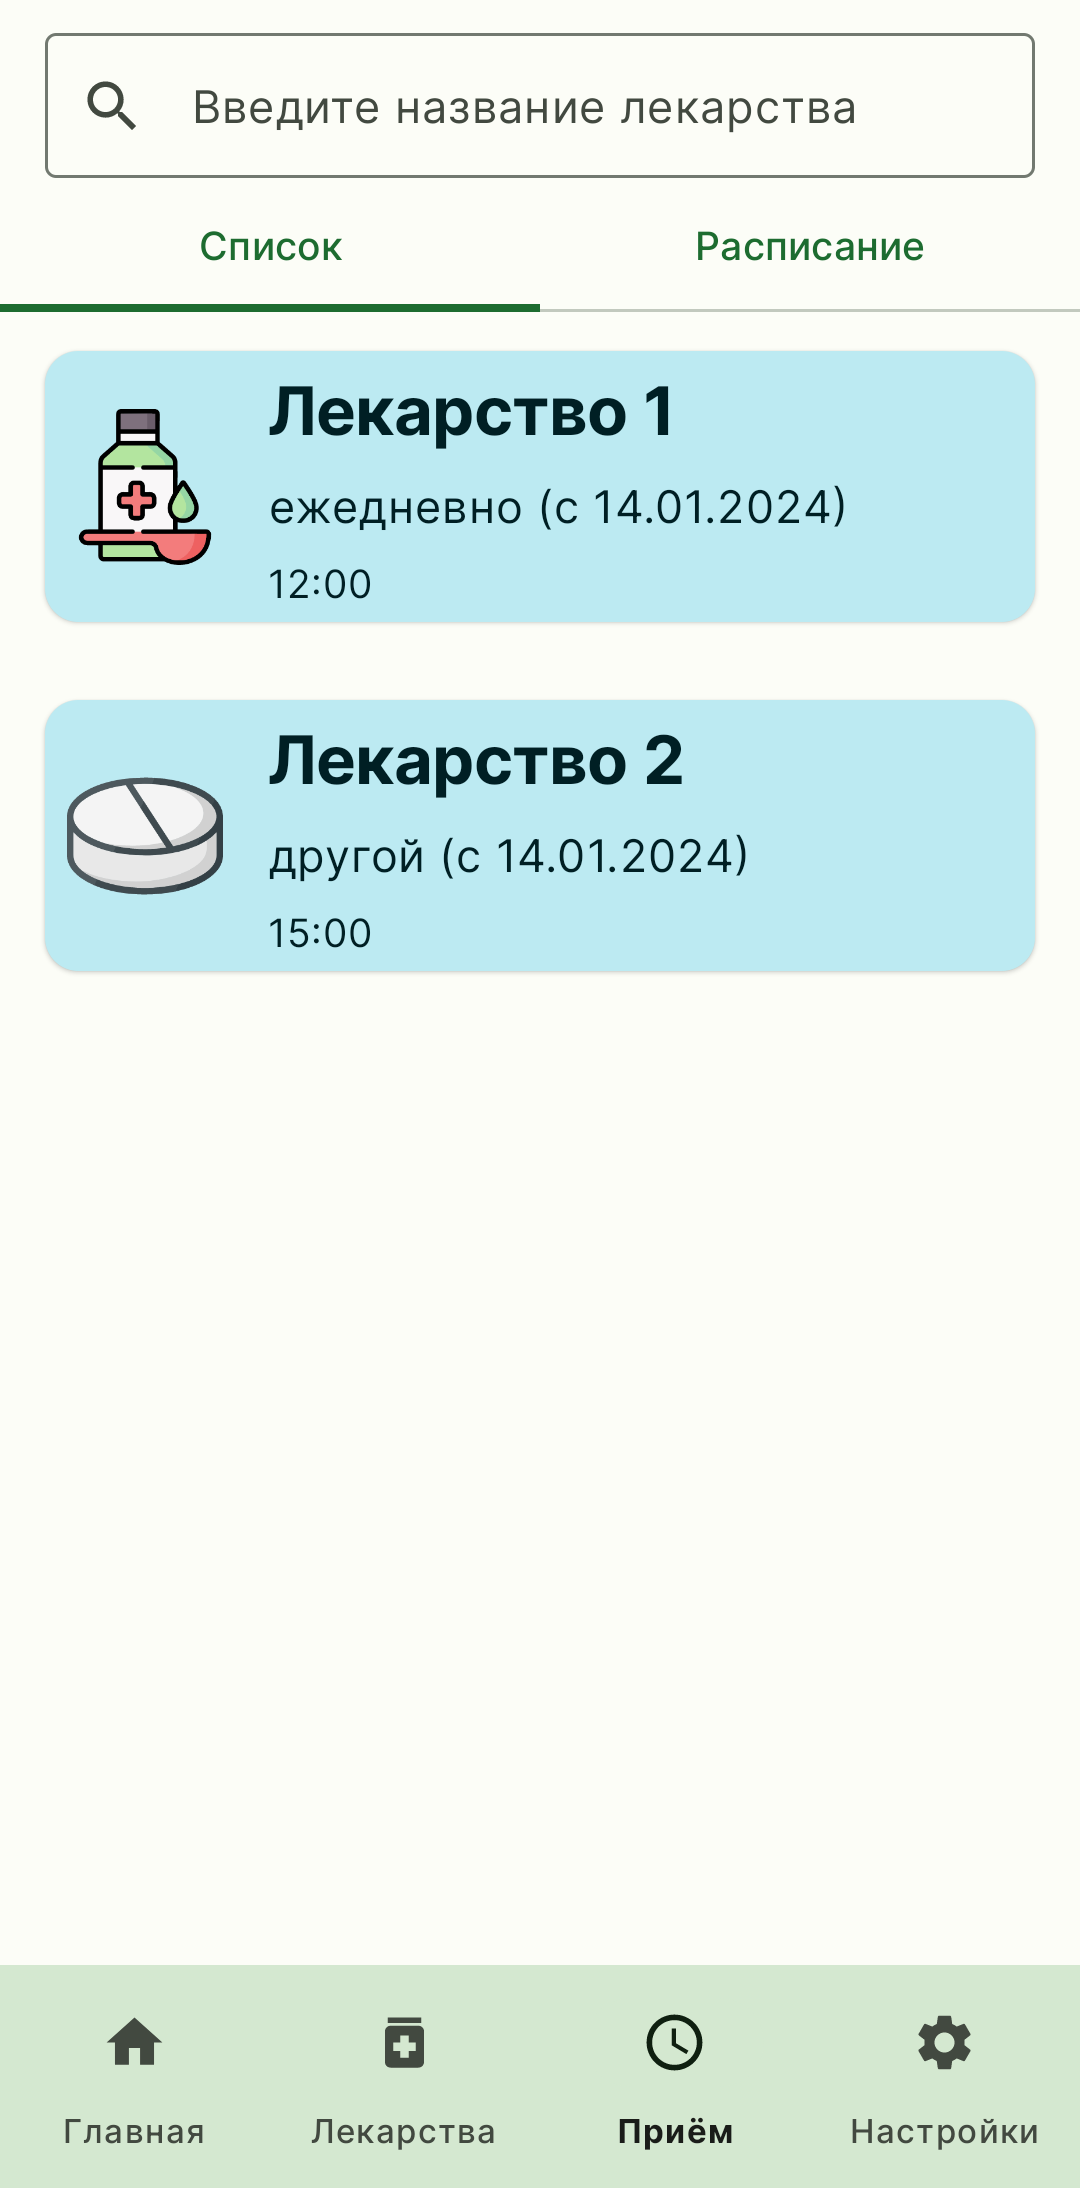 Введите название лекарства
Список Расписание
Лекарство 1
ежедневно (с 14.01.2024)
12:00
Лекарство 2
другой (с 14.01.2024)
15:00
Главная Лекарства Приём Настройки